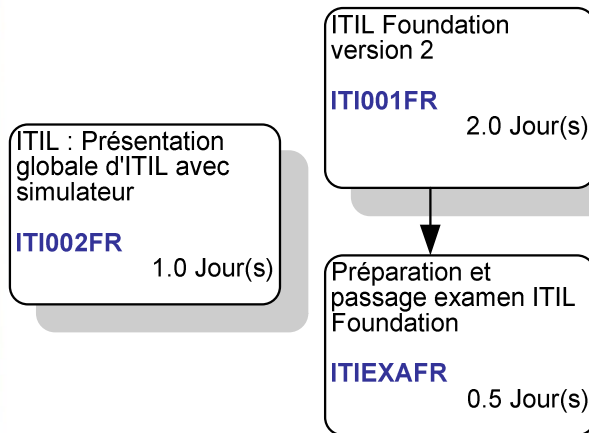 ITIL : Présentation
globale d'ITIL avec
simulateur
ITI002FR
1.0 Jour(s)
ITIL Foundation
version 2
ITI001FR
2.0 Jour(s)
Préparation et
passage examen ITIL
Foundation
ITIEXAFR
0.5 Jour(s)